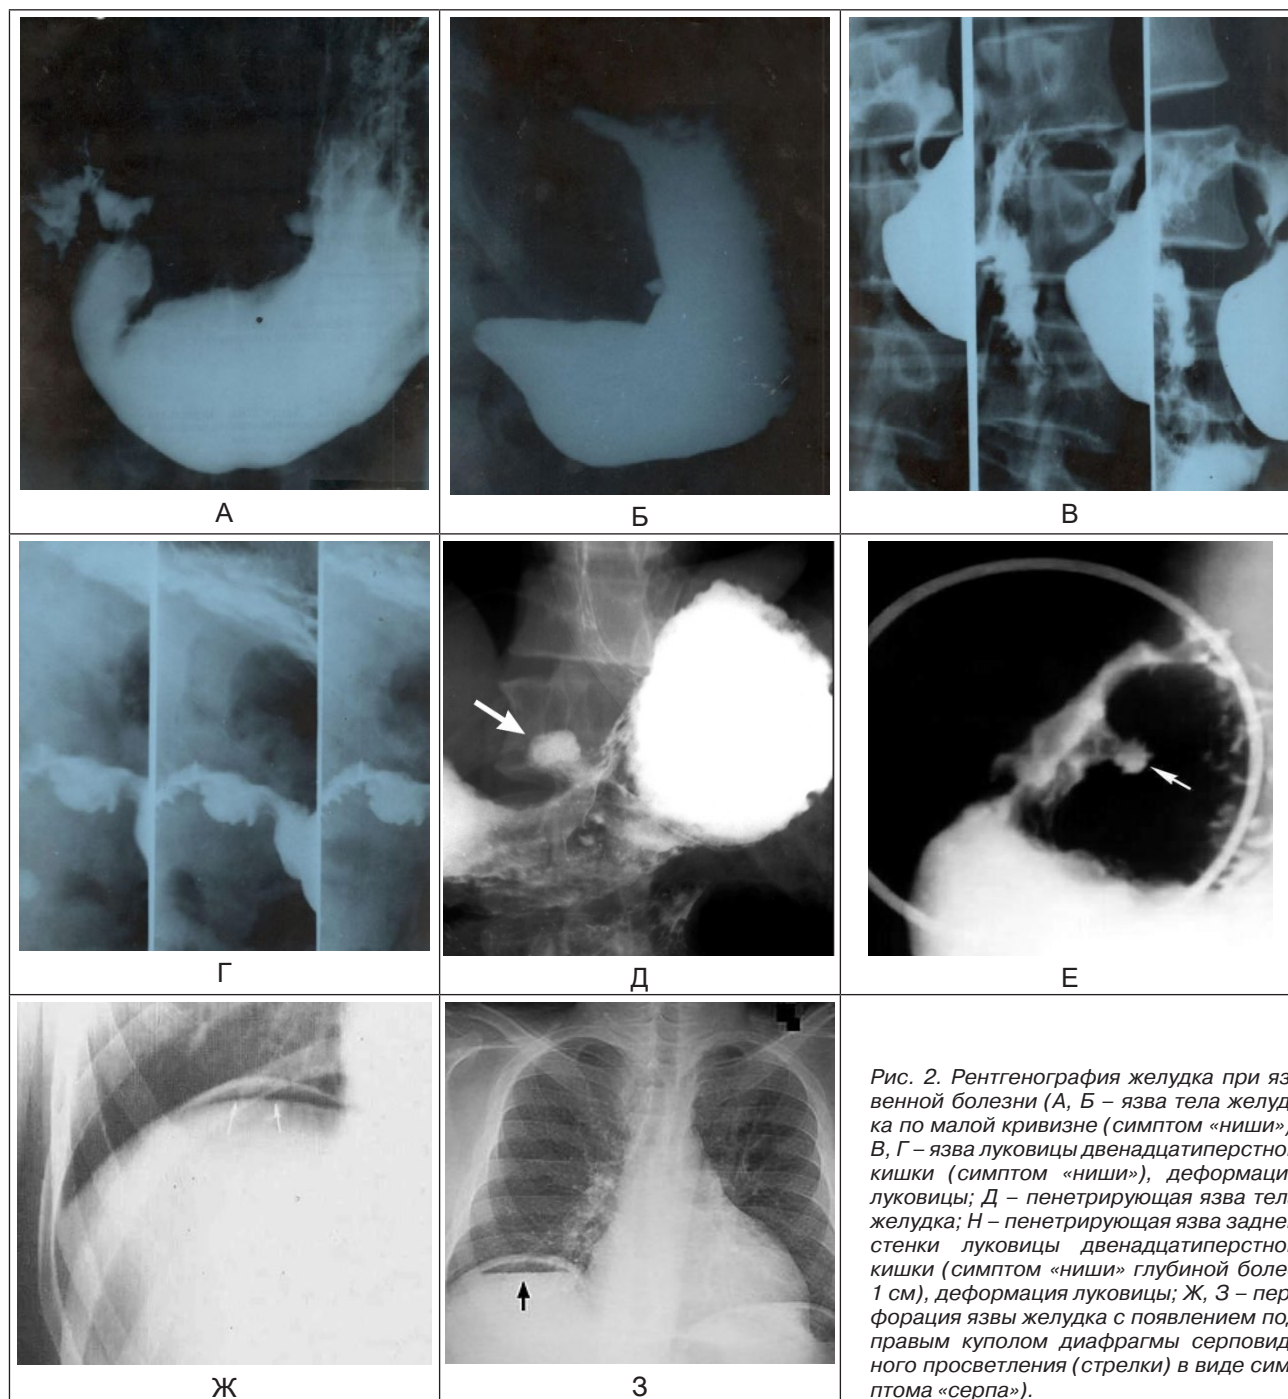 А
Б
В
Г
Д
Е
Ж
З
Рис. 2. Рентгенография желудка при яз
венной болезни (А, Б – язва тела желуд
ка по малой кривизне (симптом «ниши»)
В, Г – язва луковицы двенадцатиперстно
кишки (симптом «ниши»), деформаци
луковицы; Д – пенетрирующая язва тел
желудка; Н – пенетрирующая язва задне
стенки луковицы двенадцатиперстно
кишки (симптом «ниши» глубиной боле
1 см), деформация луковицы; Ж, З – пер
форация язвы желудка с появлением под
правым куполом диафрагмы серповид
ного просветления (стрелки) в виде сим
птома «серпа»).